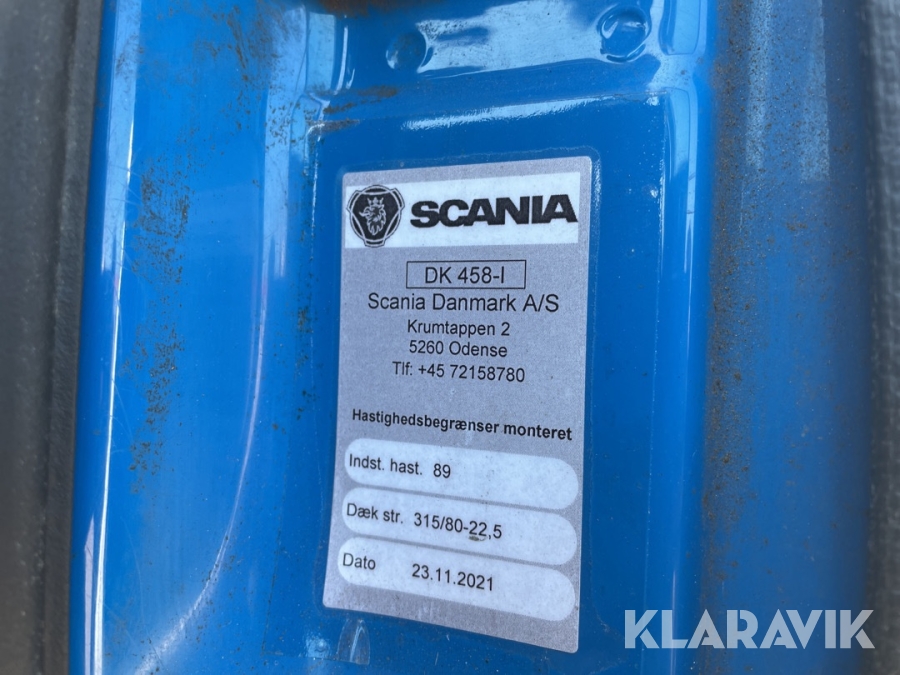 SCANIA
DK 458-I
Scania Danmark A/S
Krumtappen 2
5260 Odense
Tlf: +45 72158780
Hastighedsbegrænser monteret
Indst. hast. 89
Dæk str. 315/80-22,5
Dato 23.11.2021
KLARAVIK